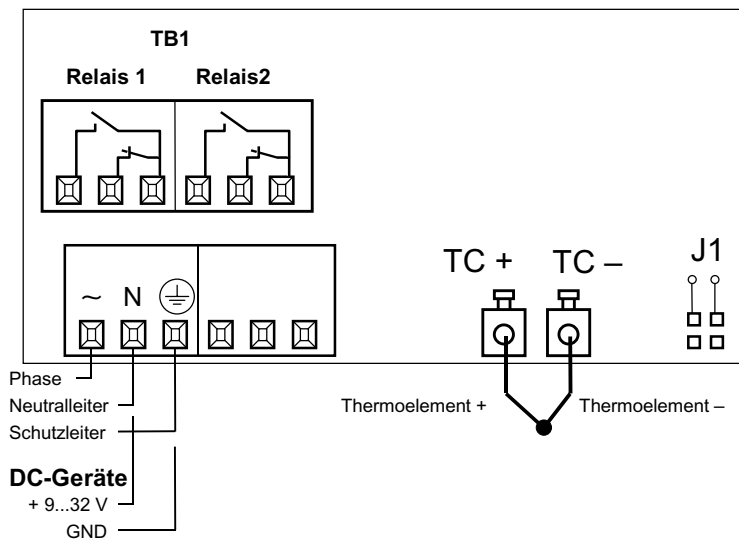 TB1
Relais 1
Relais2
TC +
TC –
J1
~
N
Phase
Neutralleiter
Schutzleiter
Thermoelement +
Thermoelement –
DC-Geräte
+ 9...32 V
GND